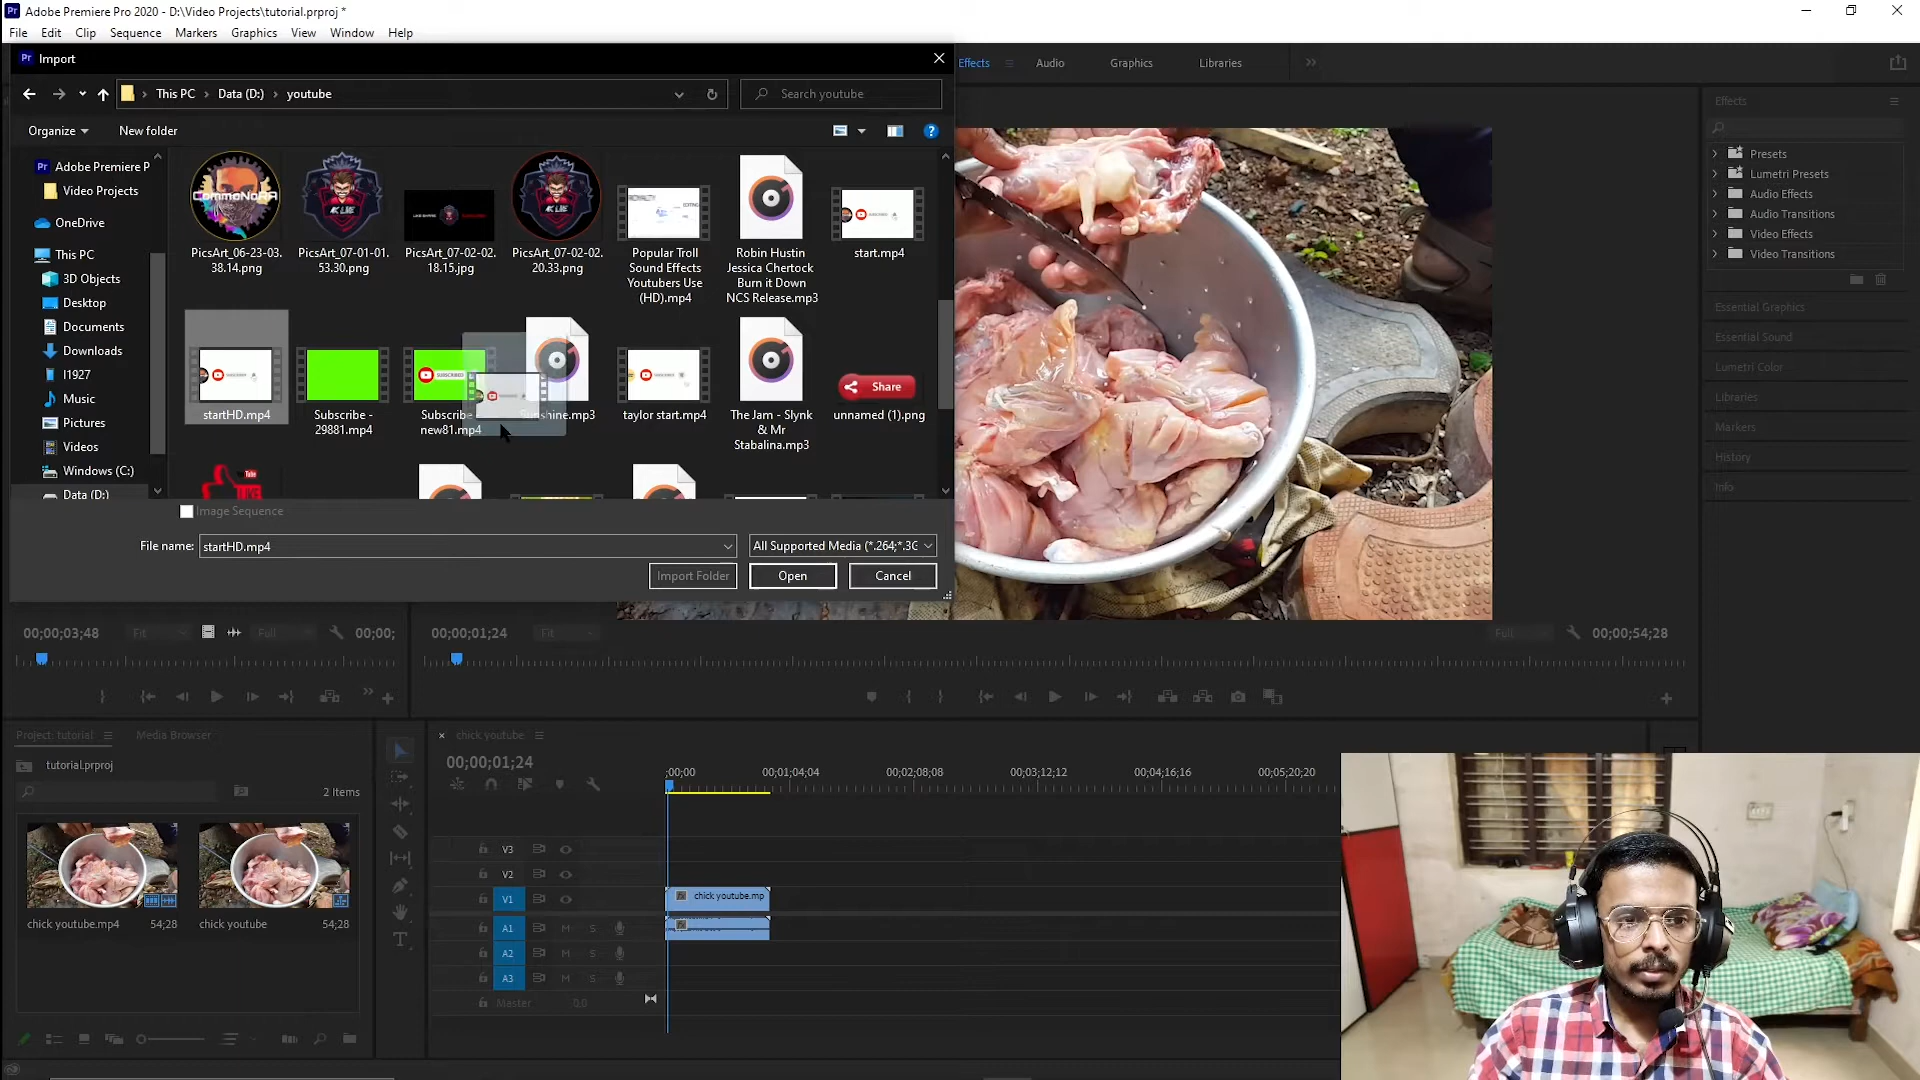 Adobe Premiere Pro 2020 - D:\Video Projects\tutorial.prproj *
File Edit Clip Sequence Markers Graphics View Window Help
Import
Effects Audio Graphics Libraries
This PC Data (D:) youtube
Search youtube
Organize New folder
Adobe Premiere P
Video Projects
OneDrive
This PC
3D Objects
Desktop
Documents
Downloads
I1927
Music
Pictures
Videos
Windows (C:)
Data (D:)
PicsArt_06-23-03.
38.14.png
PicsArt_07-01-01.
53.30.png
PicsArt_07-02-02.
18.15.jpg
PicsArt_07-02-02.
20.33.png
Popular Troll
Sound Effects
Youtubers Use
(HD).mp4
Robin Hustin
Jessica Chertock
Burn it Down
NCS Release.mp3
start.mp4
startHD.mp4
Subscribe -
29881.mp4
Subscribe
new81.mp4
Sunshine.mp3
taylor start.mp4
The Jam - Slynk
& Mr
Stabalina.mp3
Share
unnamed (1).png
Image Sequence
File name: startHD.mp4
All Supported Media (*.264;*.3G
Import Folder Open Cancel
Effects
Presets
Lumetri Presets
Audio Effects
Audio Transitions
Video Effects
Video Transitions
Essential Graphics
Essential Sound
Lumetri Color
Libraries
Markers
History
Info
00;00;03;48 Fit Full 00;00;
00;00;01;24 Fit Full 00;00;54;28
Project: tutorial Media Browser
tutorial.prproj
2 Items
chick youtube.mp4 54;28
chick youtube 54;28
chick youtube
00;00;01;24
;00;00 00;01;04;04 00;02;08;08 00;03;12;12 00;04;16;16 00;05;20;20
V3
V2
V1
chick youtube.mp
A1 M S
A2 M S
A3 M S
Master 0.0